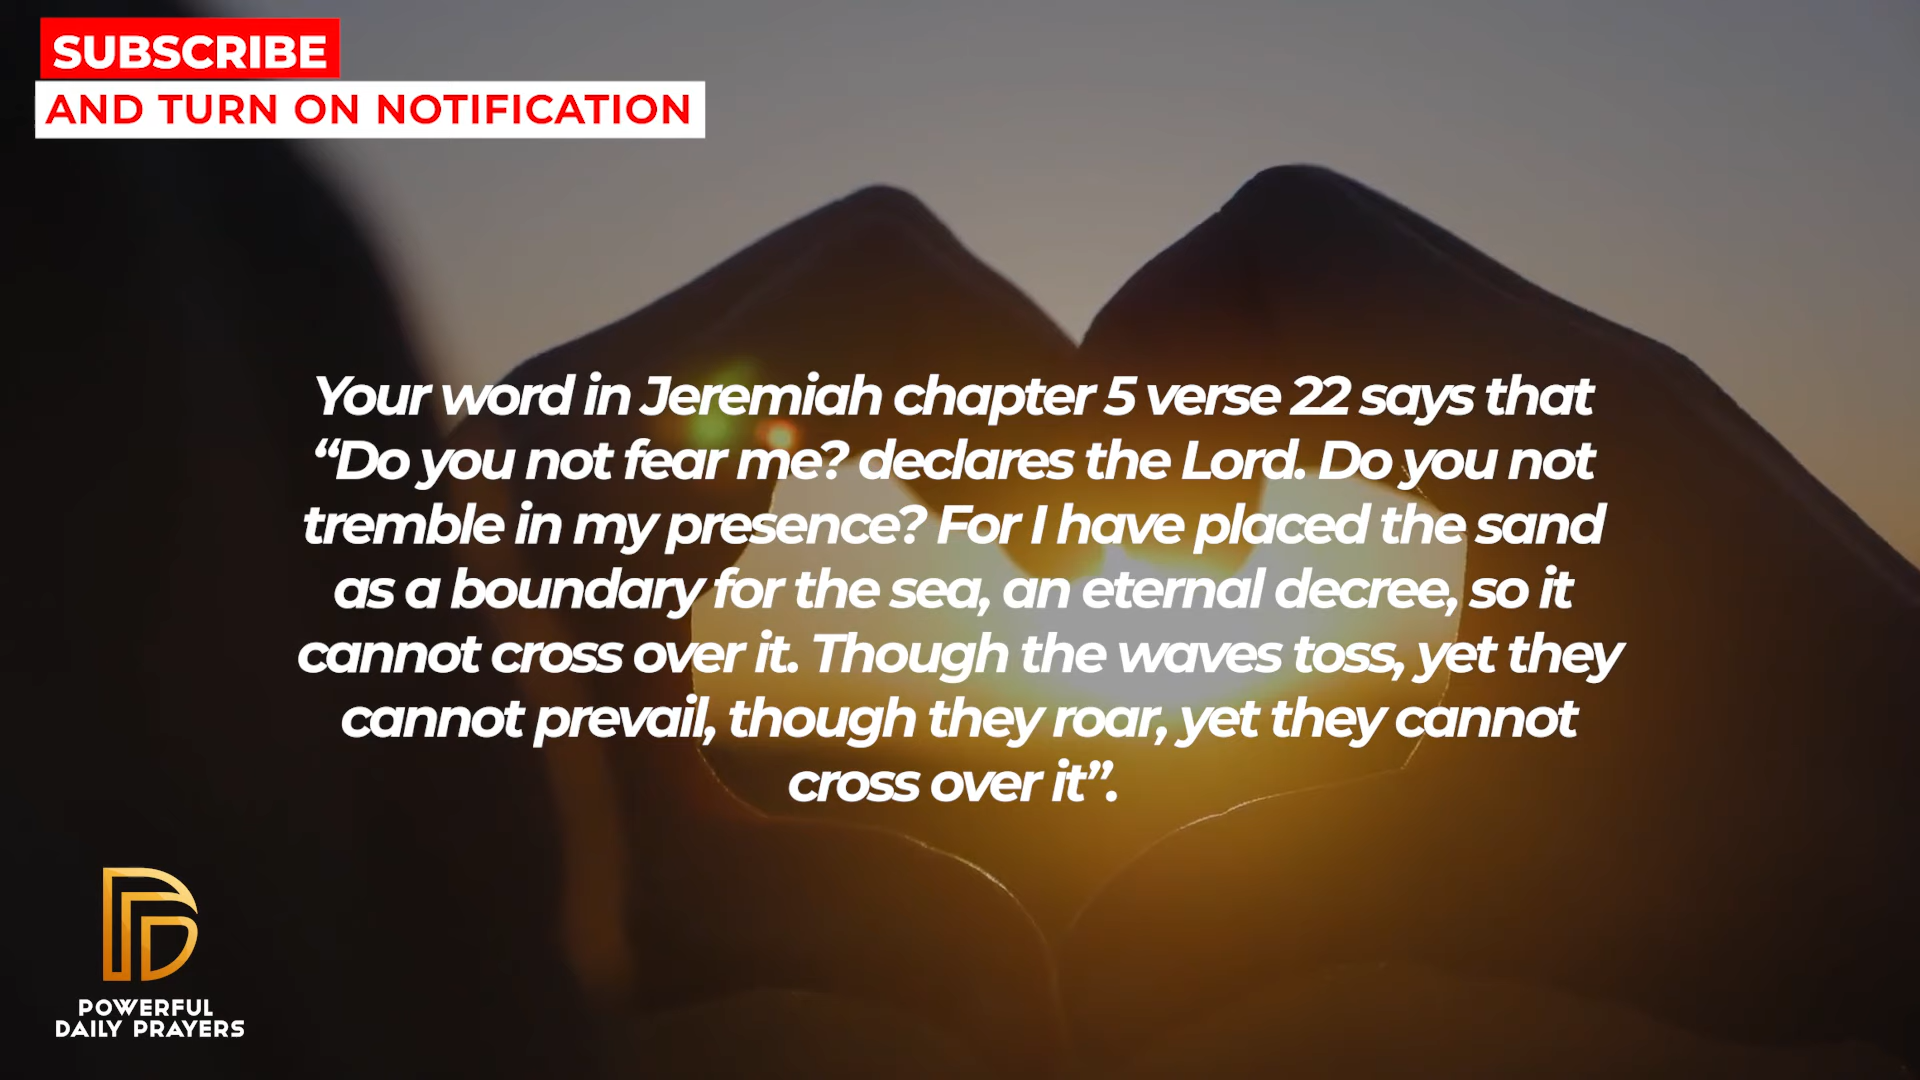 SUBSCRIBE
AND TURN ON NOTIFICATION
Your word in Jeremiah chapter 5 verse 22 says that
“Do you not fear me? declares the Lord. Do you not
tremble in my presence? For I have placed the sand
as a boundary for the sea, an eternal decree, so it
cannot cross over it. Though the waves toss, yet they
cannot prevail, though they roar, yet they cannot
cross over it”.
POWERFUL
DAILY PRAYERS